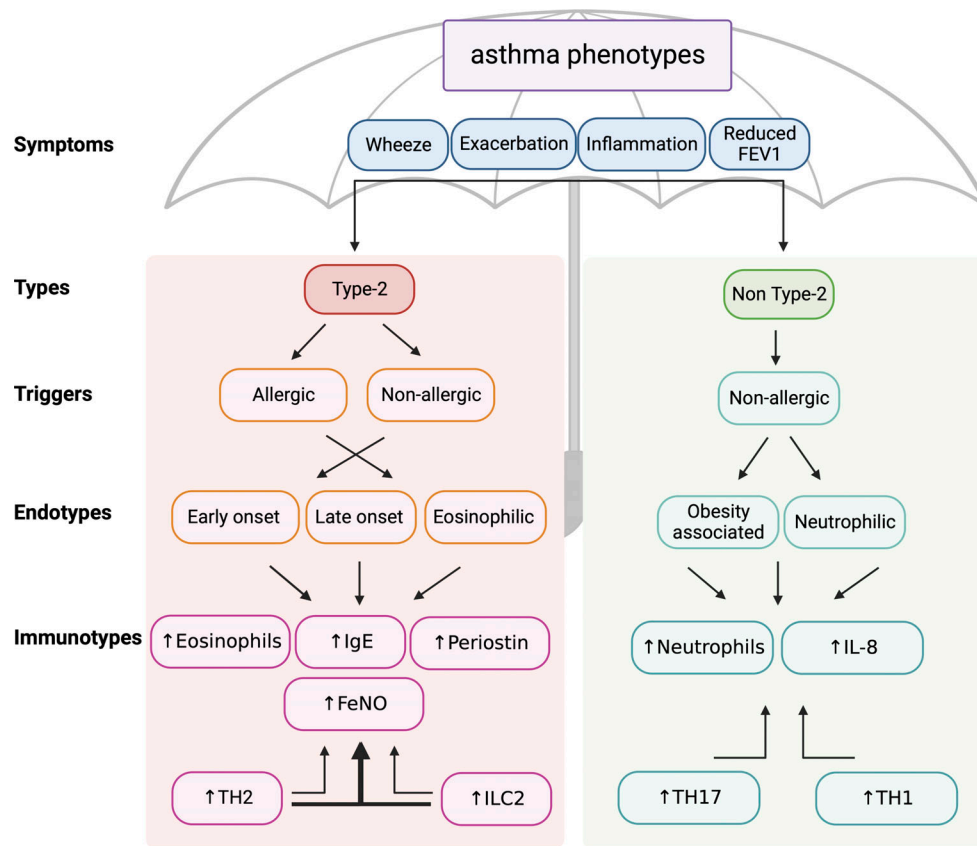 asthma phenotypes
Symptoms
Wheeze
Exacerbation
Inflammation
Reduced
FEV1
Types
Type-2
Non Type-2
Triggers
Allergic
Non-allergic
Non-allergic
Endotypes
Early onset
Late onset
Eosinophilic
Obesity
associated
Neutrophilic
Immunotypes
↑Eosinophils
↑IgE
↑Periostin
↑Neutrophils
↑IL-8
↑FeNO
↑TH2
↑ILC2
↑TH17
↑TH1